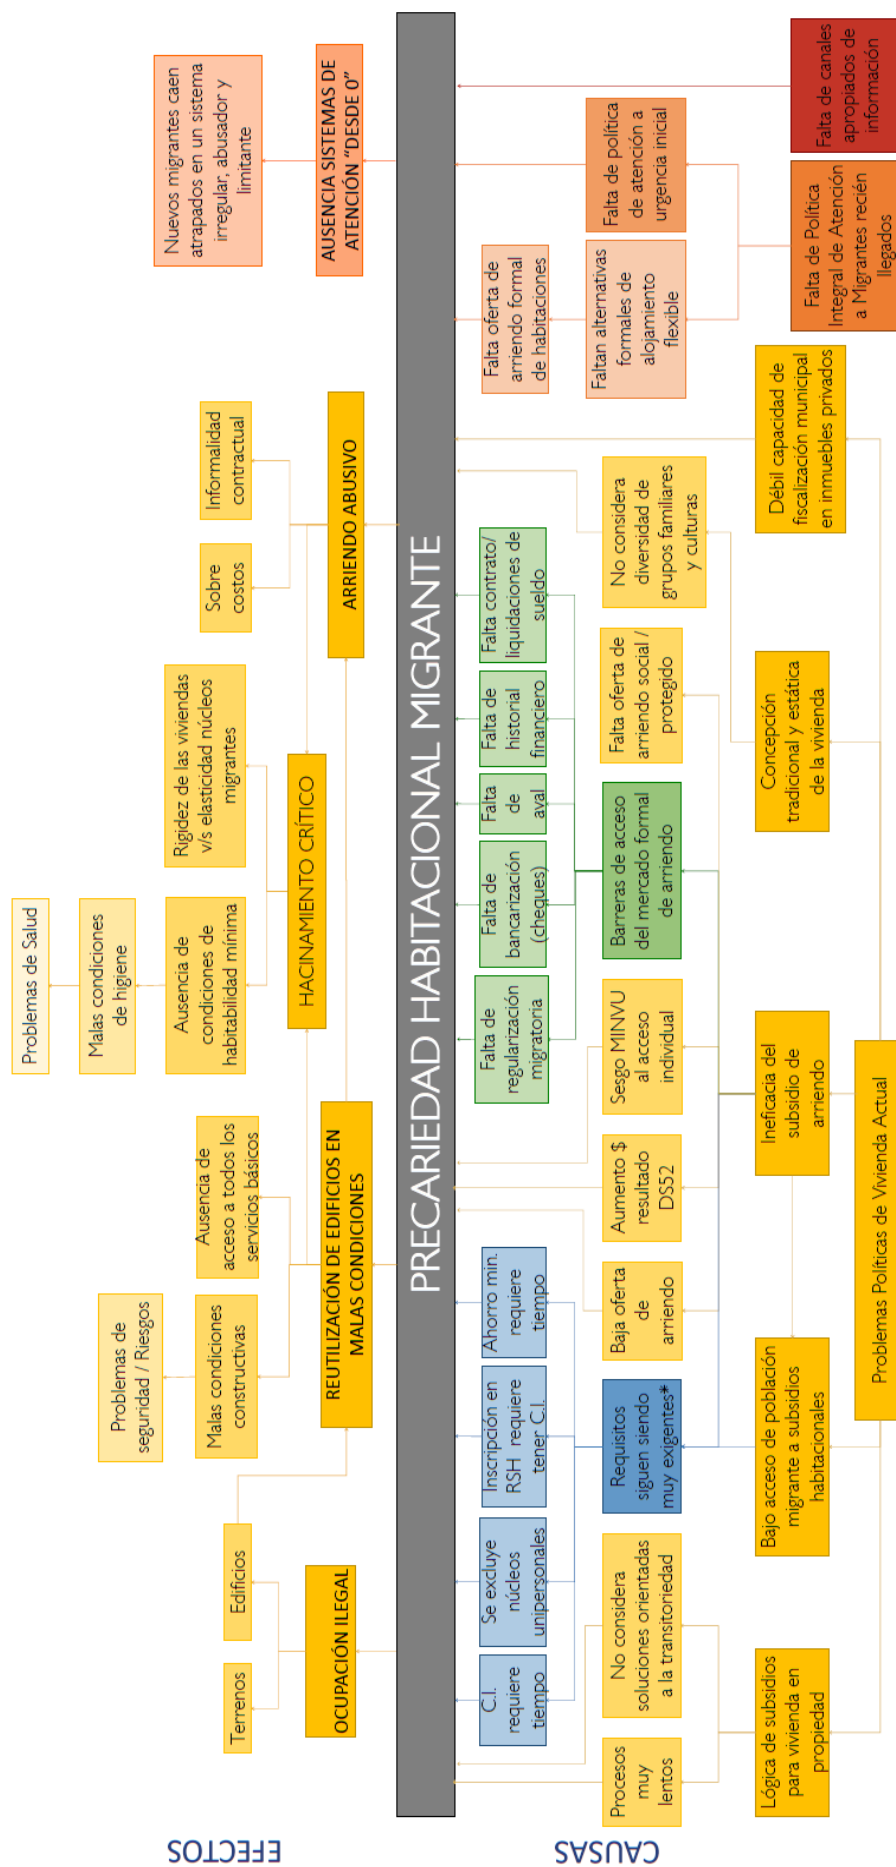 EFECTOS
Problemas de Salud
Problemas de
seguridad / Riesgos
Malas condiciones
de higiene
Nuevos migrantes caen
atrapados en un sistema
irregular, abusador y
limitante
Terrenos
Edificios
Malas condiciones
constructivas
Ausencia de
acceso a todos los
servicios básicos
Ausencia de
condiciones de
habitabilidad mínima
Rigidez de las viviendas
v/s elasticidad núcleos
migrantes
Sobre
costos
Informalidad
contractual
OCUPACIÓN ILEGAL
REUTILIZACIÓN DE EDIFICIOS EN
MALAS CONDICIONES
HACINAMIENTO CRÍTICO
ARRIENDO ABUSIVO
AUSENCIA SISTEMAS DE
ATENCIÓN "DESDE 0"
PRECARIEDAD HABITACIONAL MIGRANTE
CAUSAS
C.I.
requiere
tiempo
Se excluye
núcleos
unipersonales
Inscripción en
RSH requiere
tener C.I.
Ahorro min.
requiere
tiempo
Falta de
regularización
migratoria
Falta de
bancarización
(cheques)
Falta de
aval
Falta de
historial
financiero
Falta contrato/
liquidaciones de
sueldo
Falta oferta de
arriendo formal
de habitaciones
Procesos
muy
lentos
No considera
soluciones orientadas
a la transitoriedad
Requisitos
siguen siendo
muy exigentes*
Baja oferta
de
arriendo
Aumento $
resultado
DS52
Sesgo MINVU
al acceso
individual
Barreras de acceso
del mercado formal
de arriendo
Falta oferta de
arriendo social /
protegido
No considera
diversidad de
grupos familiares
y culturas
Faltan alternativas
formales de
alojamiento
flexible
Falta de política
de atención a
urgencia inicial
Lógica de subsidios
para vivienda en
propiedad
Bajo acceso de población
migrante a subsidios
habitacionales
Ineficacia del
subsidio de
arriendo
Concepción
tradicional y estática
de la vivienda
Débil capacidad de
fiscalización municipal
en inmuebles privados
Problemas Políticas de Vivienda Actual
Falta de Política
Integral de Atención
a Migrantes recién
llegados
Falta de canales
apropiados de
información